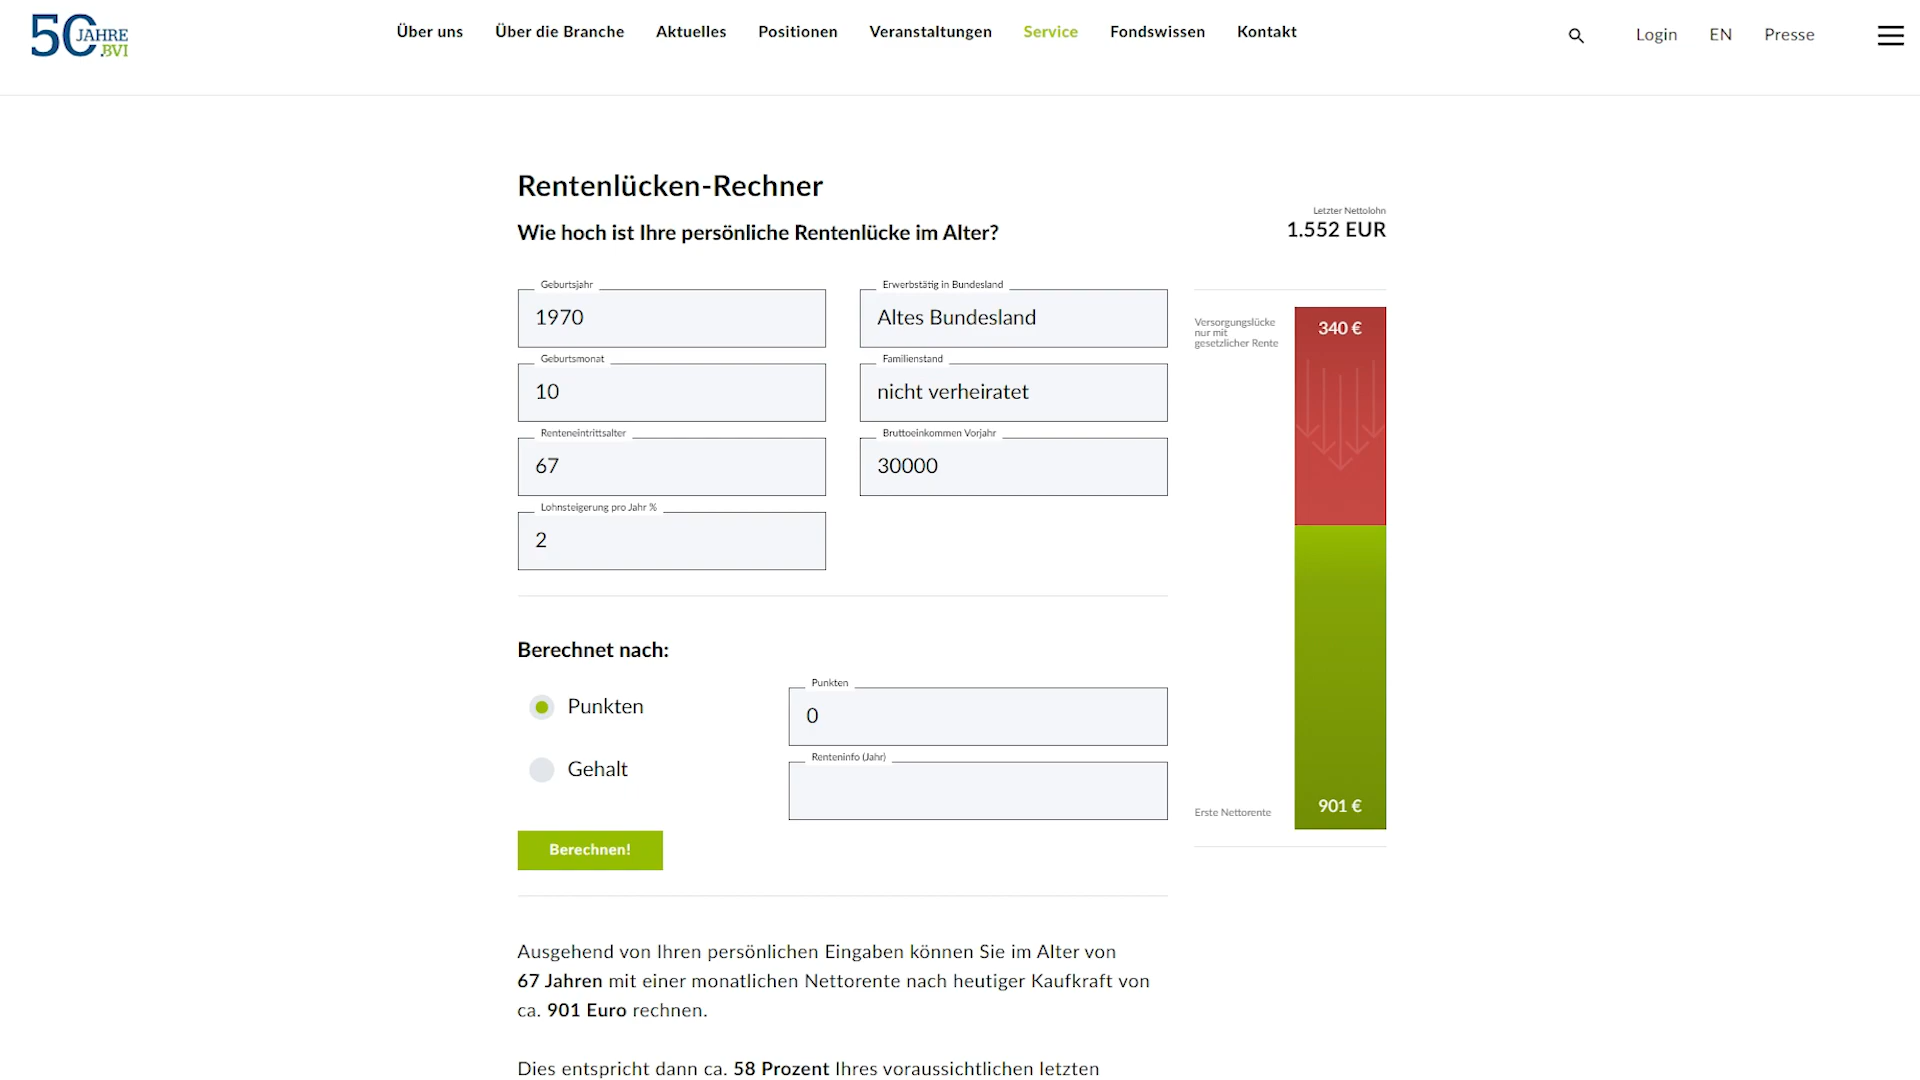 50 JAHRE
.BVI
Über uns
Über die Branche
Aktuelles
Positionen
Veranstaltungen
Service
Fondswissen
Kontakt
Login
EN
Presse
Rentenlücken-Rechner
Wie hoch ist Ihre persönliche Rentenlücke im Alter?
Letzter Nettolohn
1.552 EUR
Geburtsjahr
1970
Erwerbstätig in Bundesland
Altes Bundesland
Geburtsmonat
10
Familienstand
nicht verheiratet
Renteneintrittsalter
67
Bruttoeinkommen Vorjahr
30000
Lohnsteigerung pro Jahr %
2
Versorgungslücke
nur mit
gesetzlicher Rente
340 €
Berechnet nach:
Punkten
Gehalt
Punkten
0
Renteninfo (Jahr)
Erste Nettorente
901 €
Berechnen!
Ausgehend von Ihren persönlichen Eingaben können Sie im Alter von
67 Jahren mit einer monatlichen Nettorente nach heutiger Kaufkraft von
ca. 901 Euro rechnen.
Dies entspricht dann ca. 58 Prozent Ihres voraussichtlichen letzten